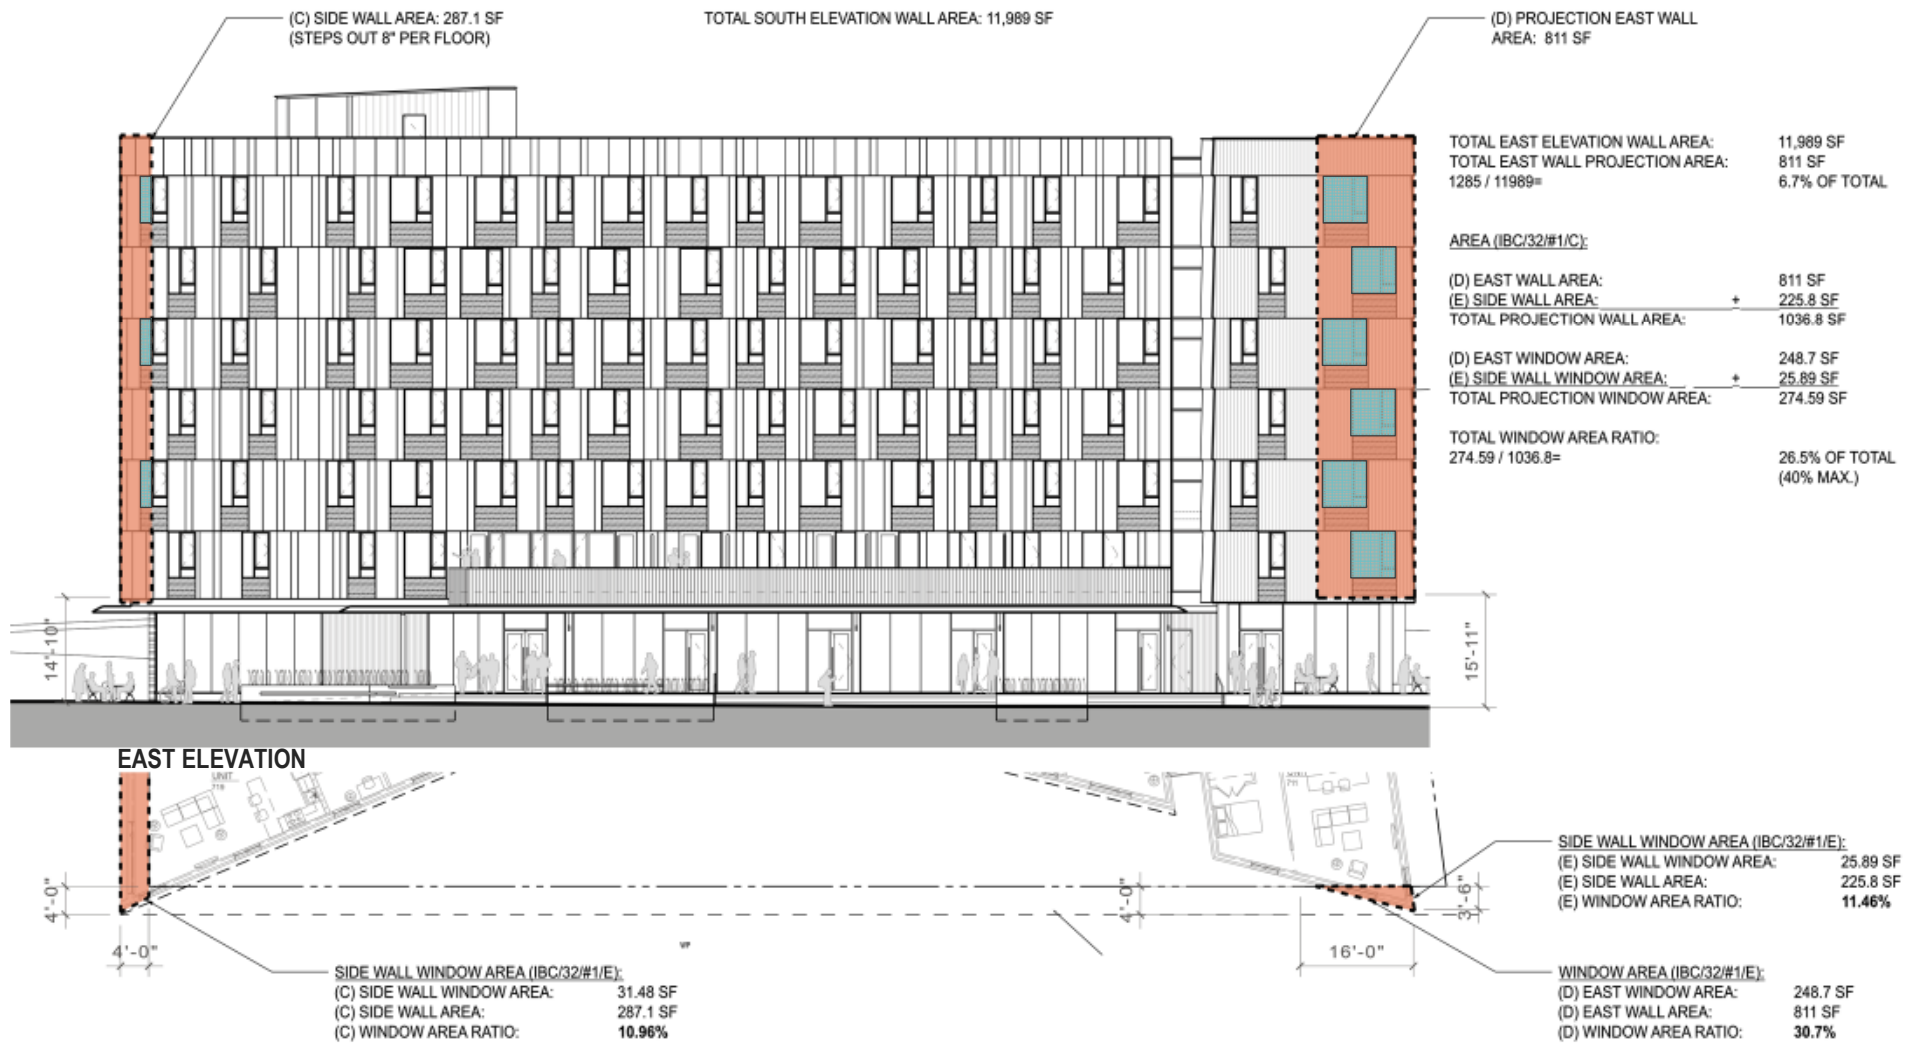 (C) SIDE WALL AREA: 287.1 SF
(STEPS OUT 8" PER FLOOR)
TOTAL SOUTH ELEVATION WALL AREA: 11,989 SF
(D) PROJECTION EAST WALL
AREA: 811 SF
TOTAL EAST ELEVATION WALL AREA: 11,989 SF
TOTAL EAST WALL PROJECTION AREA: 811 SF
1285 / 11989= 6.7% OF TOTAL
AREA (IBC/32/#1/C):
(D) EAST WALL AREA: 811 SF
(E) SIDE WALL AREA: + 225.8 SF
TOTAL PROJECTION WALL AREA: 1036.8 SF
(D) EAST WINDOW AREA: 248.7 SF
(E) SIDE WALL WINDOW AREA: + 25.89 SF
TOTAL PROJECTION WINDOW AREA: 274.59 SF
TOTAL WINDOW AREA RATIO:
274.59 / 1036.8= 26.5% OF TOTAL
(40% MAX.)
14'-10"
15'-11"
EAST ELEVATION
UNIT
4'-0"
4'-0"
4'-0"
3'-6"
16'-0"
SIDE WALL WINDOW AREA (IBC/32/#1/E):
(E) SIDE WALL WINDOW AREA: 25.89 SF
(E) SIDE WALL AREA: 225.8 SF
(E) WINDOW AREA RATIO: 11.46%
SIDE WALL WINDOW AREA (IBC/32/#1/E):
(C) SIDE WALL WINDOW AREA: 31.48 SF
(C) SIDE WALL AREA: 287.1 SF
(C) WINDOW AREA RATIO: 10.96%
WINDOW AREA (IBC/32/#1/E):
(D) EAST WINDOW AREA: 248.7 SF
(D) EAST WALL AREA: 811 SF
(D) WINDOW AREA RATIO: 30.7%